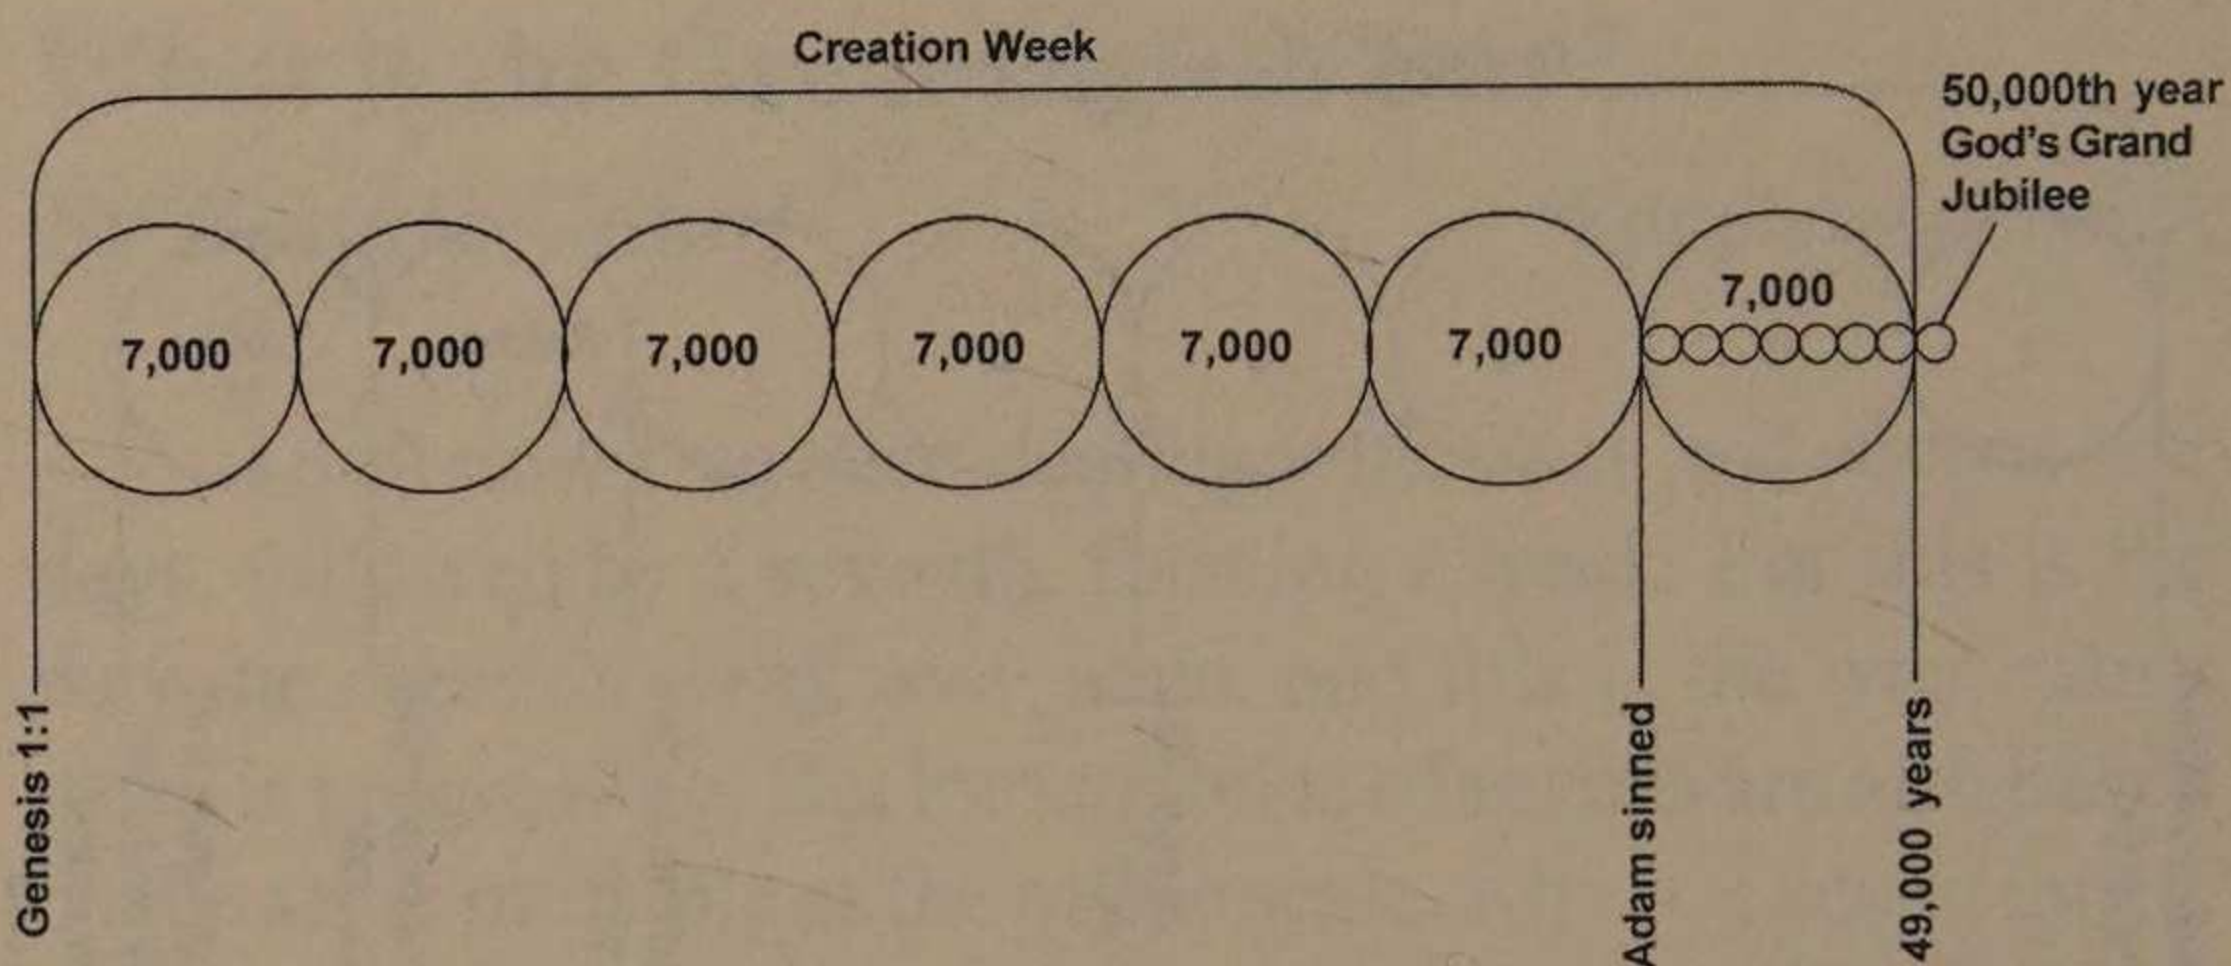 Creation Week
50,000th year
God's Grand
Jubilee
7,000
7,000
7,000
7,000
7,000
7,000
7,000
Genesis 1:1
Adam sinned
49,000 years